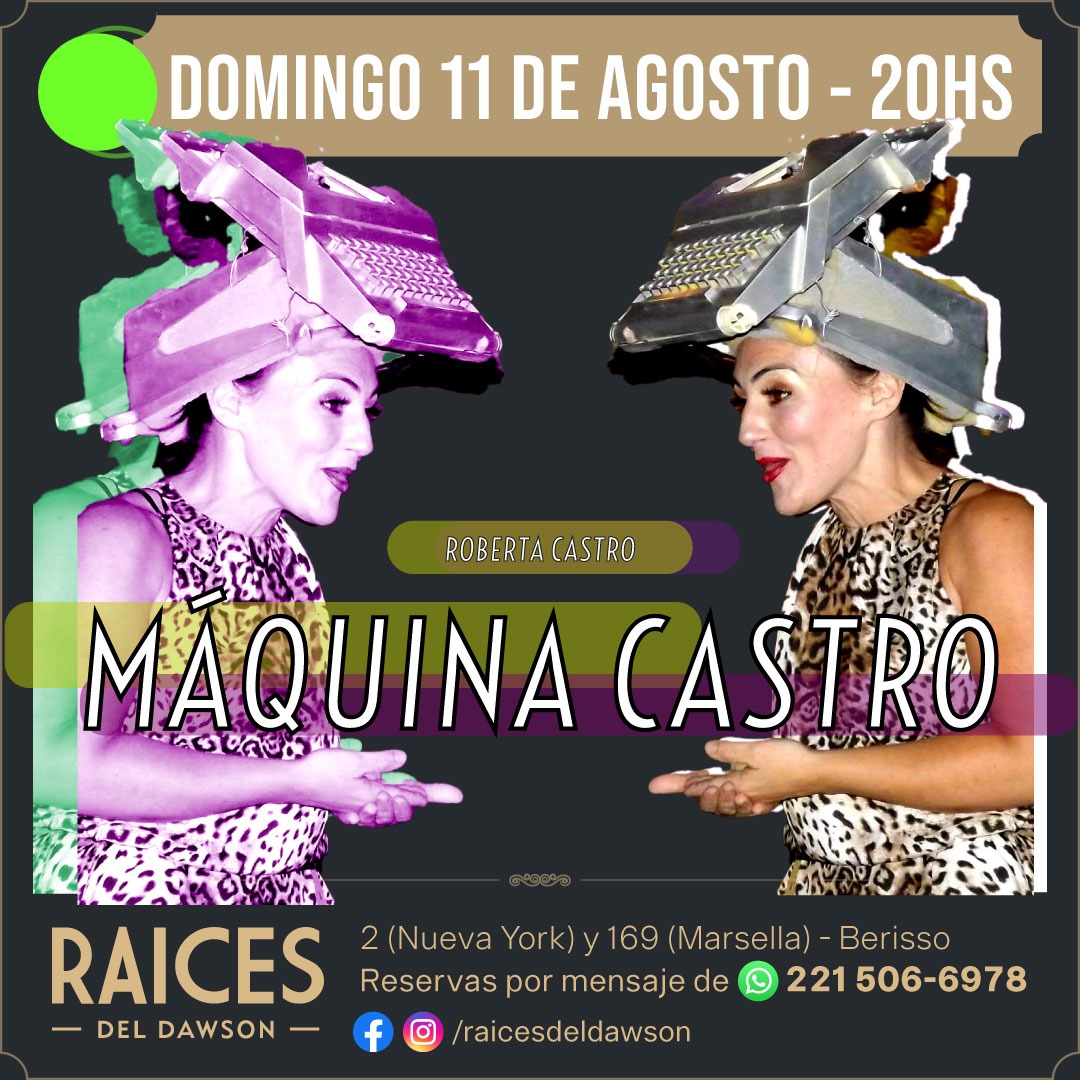 DOMINGO 11 DE AGOSTO - 20HS
ROBERTA CASTRO
MÁQUINA CASTRO
RAICES
DEL DAWSON
2 (Nueva York) y 169 (Marsella) - Berisso
Reservas por mensaje de 221 506-6978
/raicesdeldawson